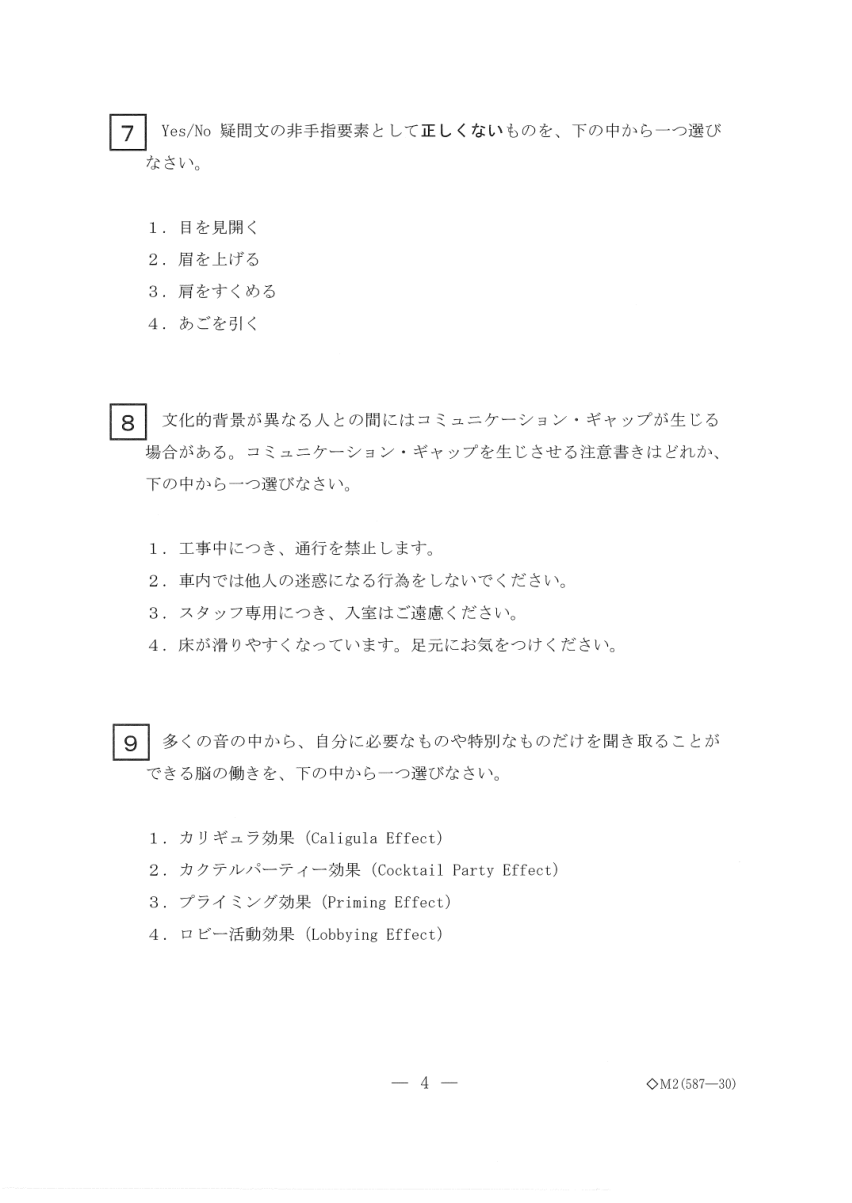 7 Yes/No 疑問文の非手指要素として正しくないものを、下の中から一つ選び
なさい。
1．目を見開く
2．眉を上げる
3．肩をすくめる
4．あごを引く
8 文化的背景が異なる人との間にはコミュニケーション・ギャップが生じる
場合がある。コミュニケーション・ギャップを生じさせる注意書きはどれか、
下の中から一つ選びなさい。
1．工事中につき、通行を禁止します。
2．車内では他人の迷惑になる行為をしないでください。
3．スタッフ専用につき、入室はご遠慮ください。
4．床が滑りやすくなっています。足元にお気をつけください。
9 多くの音の中から、自分に必要なものや特別なものだけを聞き取ることが
できる脳の働きを、下の中から一つ選びなさい。
1．カリギュラ効果（Caligula Effect）
2．カクテルパーティー効果（Cocktail Party Effect）
3．プライミング効果（Priming Effect）
4．ロビー活動効果（Lobbying Effect）
― 4 ―
◇M2(587―30)